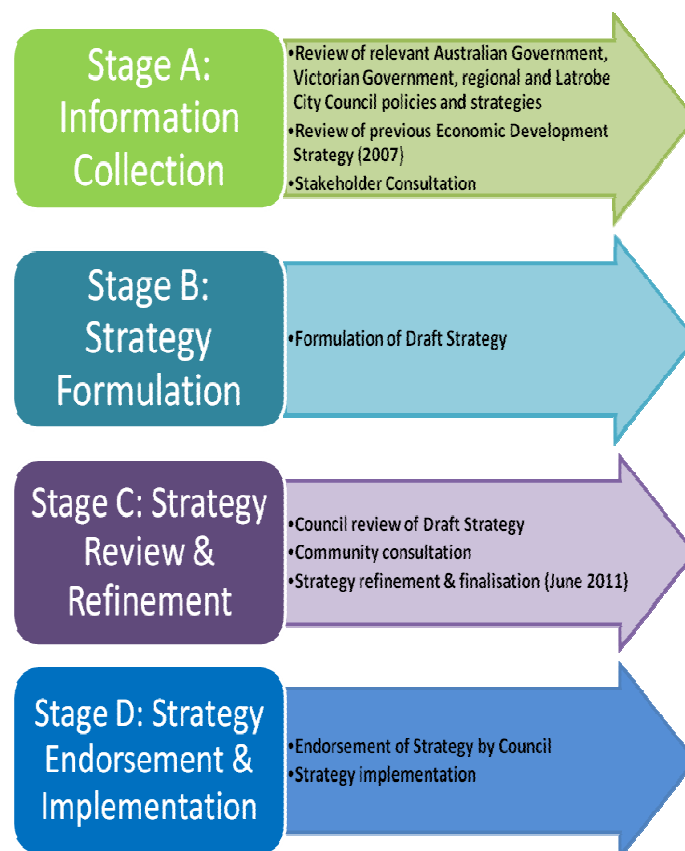 Stage A:
Information
Collection
•Review of relevant Australian Government,
Victorian Government, regional and Latrobe
City Council policies and strategies
•Review of previous Economic Development
Strategy (2007)
•Stakeholder Consultation
Stage B:
Strategy
Formulation
•Formulation of Draft Strategy
Stage C: Strategy
Review &
Refinement
•Council review of Draft Strategy
•Community consultation
•Strategy refinement & finalisation (June 2011)
Stage D: Strategy
Endorsement &
Implementation
•Endorsement of Strategy by Council
•Strategy implementation